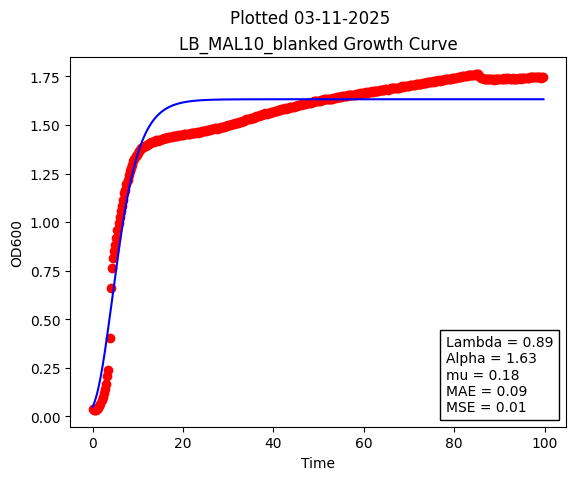 Plotted 03-11-2025
LB_MAL10_blanked Growth Curve
OD600
1.75
1.50
1.25
1.00
0.75
0.50
0.25
0.00
Lambda = 0.89
Alpha = 1.63
mu = 0.18
MAE = 0.09
MSE = 0.01
0 20 40 60 80 100
Time